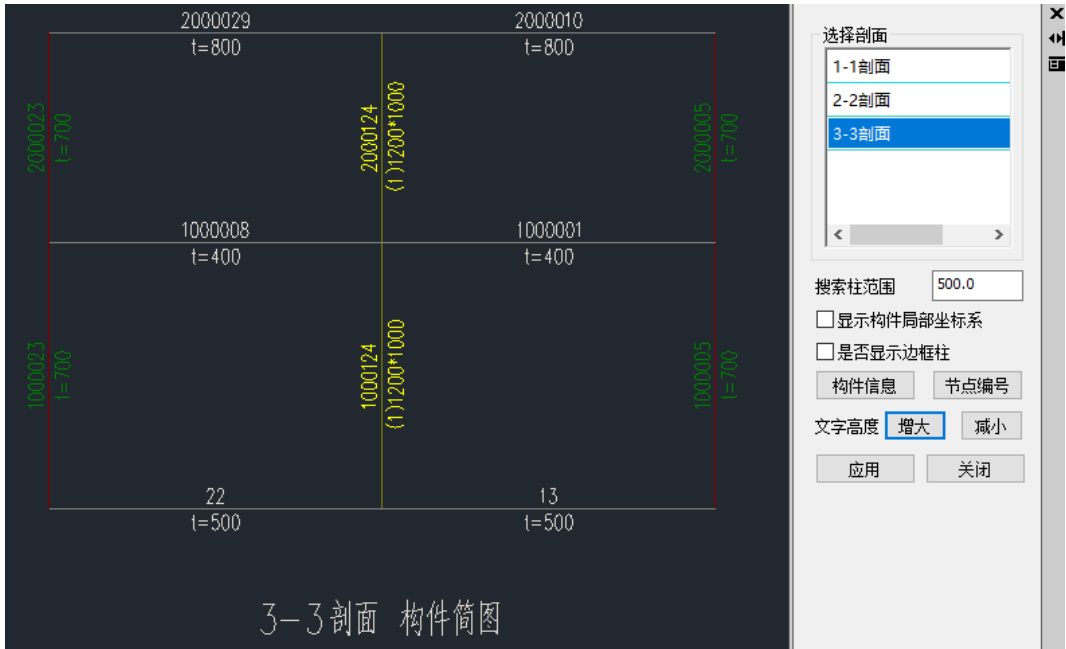 2000029
t=800
2000010
t=800
2000023
t=700
2000124
(1)1200*1000
2000005
t=700
1000008
t=400
1000001
t=400
1000023
t=700
1000124
(1)1200*1000
1000005
t=700
22
t=500
13
t=500
3-3剖面 构件简图
选择剖面
1-1剖面
2-2剖面
3-3剖面
搜索柱范围 500.0
显示构件局部坐标系
是否显示边框柱
构件信息 节点编号
文字高度 增大 减小
应用 关闭